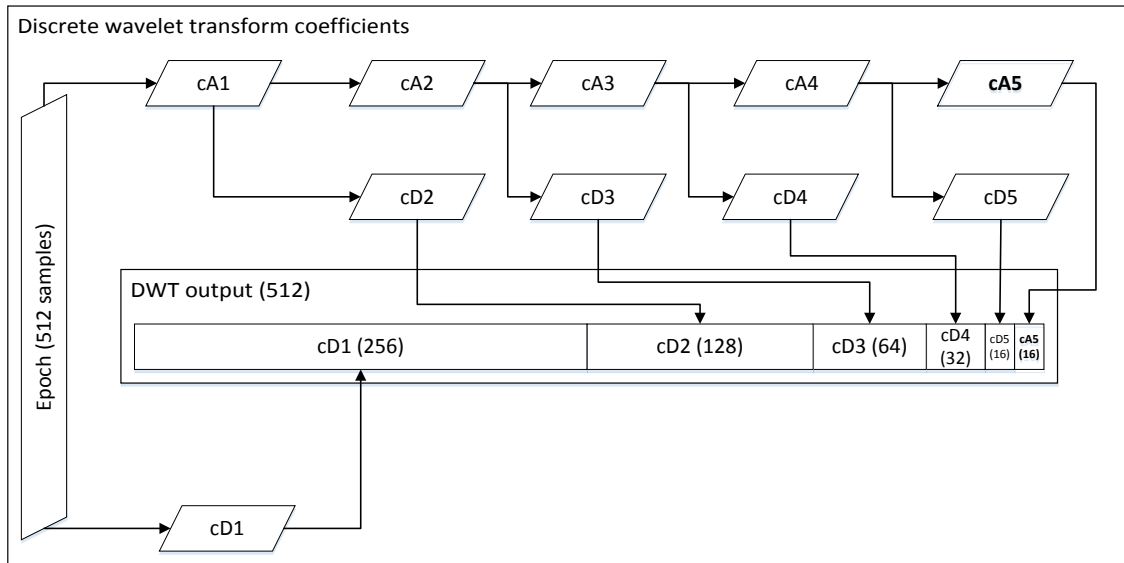 Discrete wavelet transform coefficients
cA1
cA2
cA3
cA4
cA5
cD2
cD3
cD4
cD5
Epoch (512 samples)
DWT output (512)
cD1 (256)
cD2 (128)
cD3 (64)
cD4
(32)
cD5
(16)
cA5
(16)
cD1